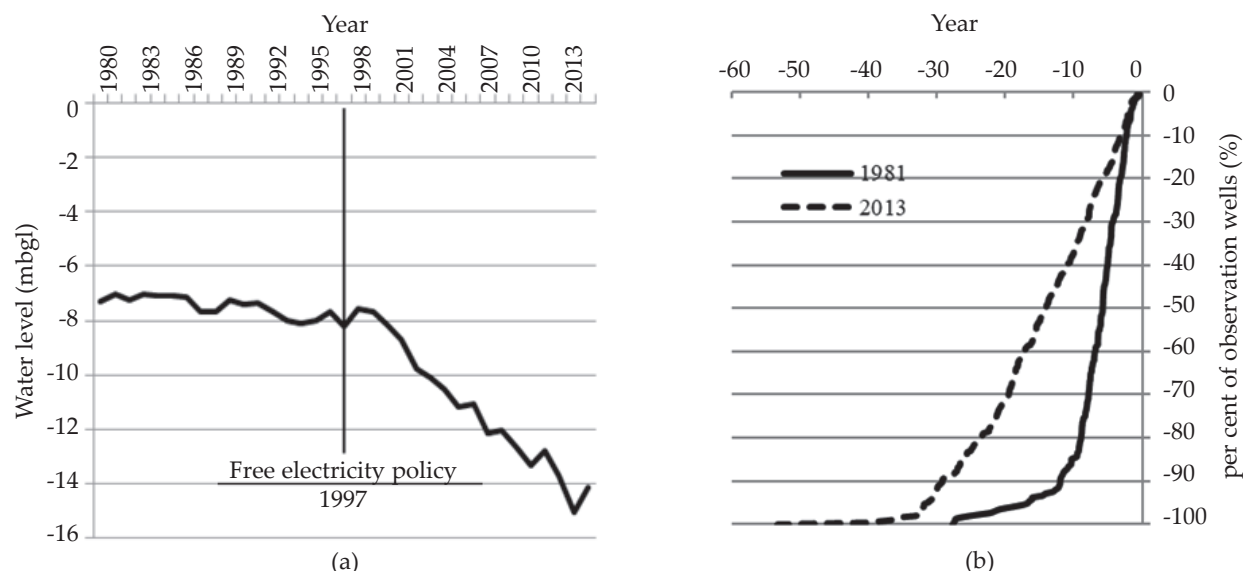 Year
1980 1983 1986 1989 1992 1995 1998 2001 2004 2007 2010 2013
0
-2
-4
-6
-8
-10
-12
-14
-16
Water level (mbgl)
Free electricity policy
1997
(a)
Year
-60 -50 -40 -30 -20 -10 0
0
-10
-20
-30
-40
-50
-60
-70
-80
-90
-100
1981
2013
per cent of observation wells (%)
(b)